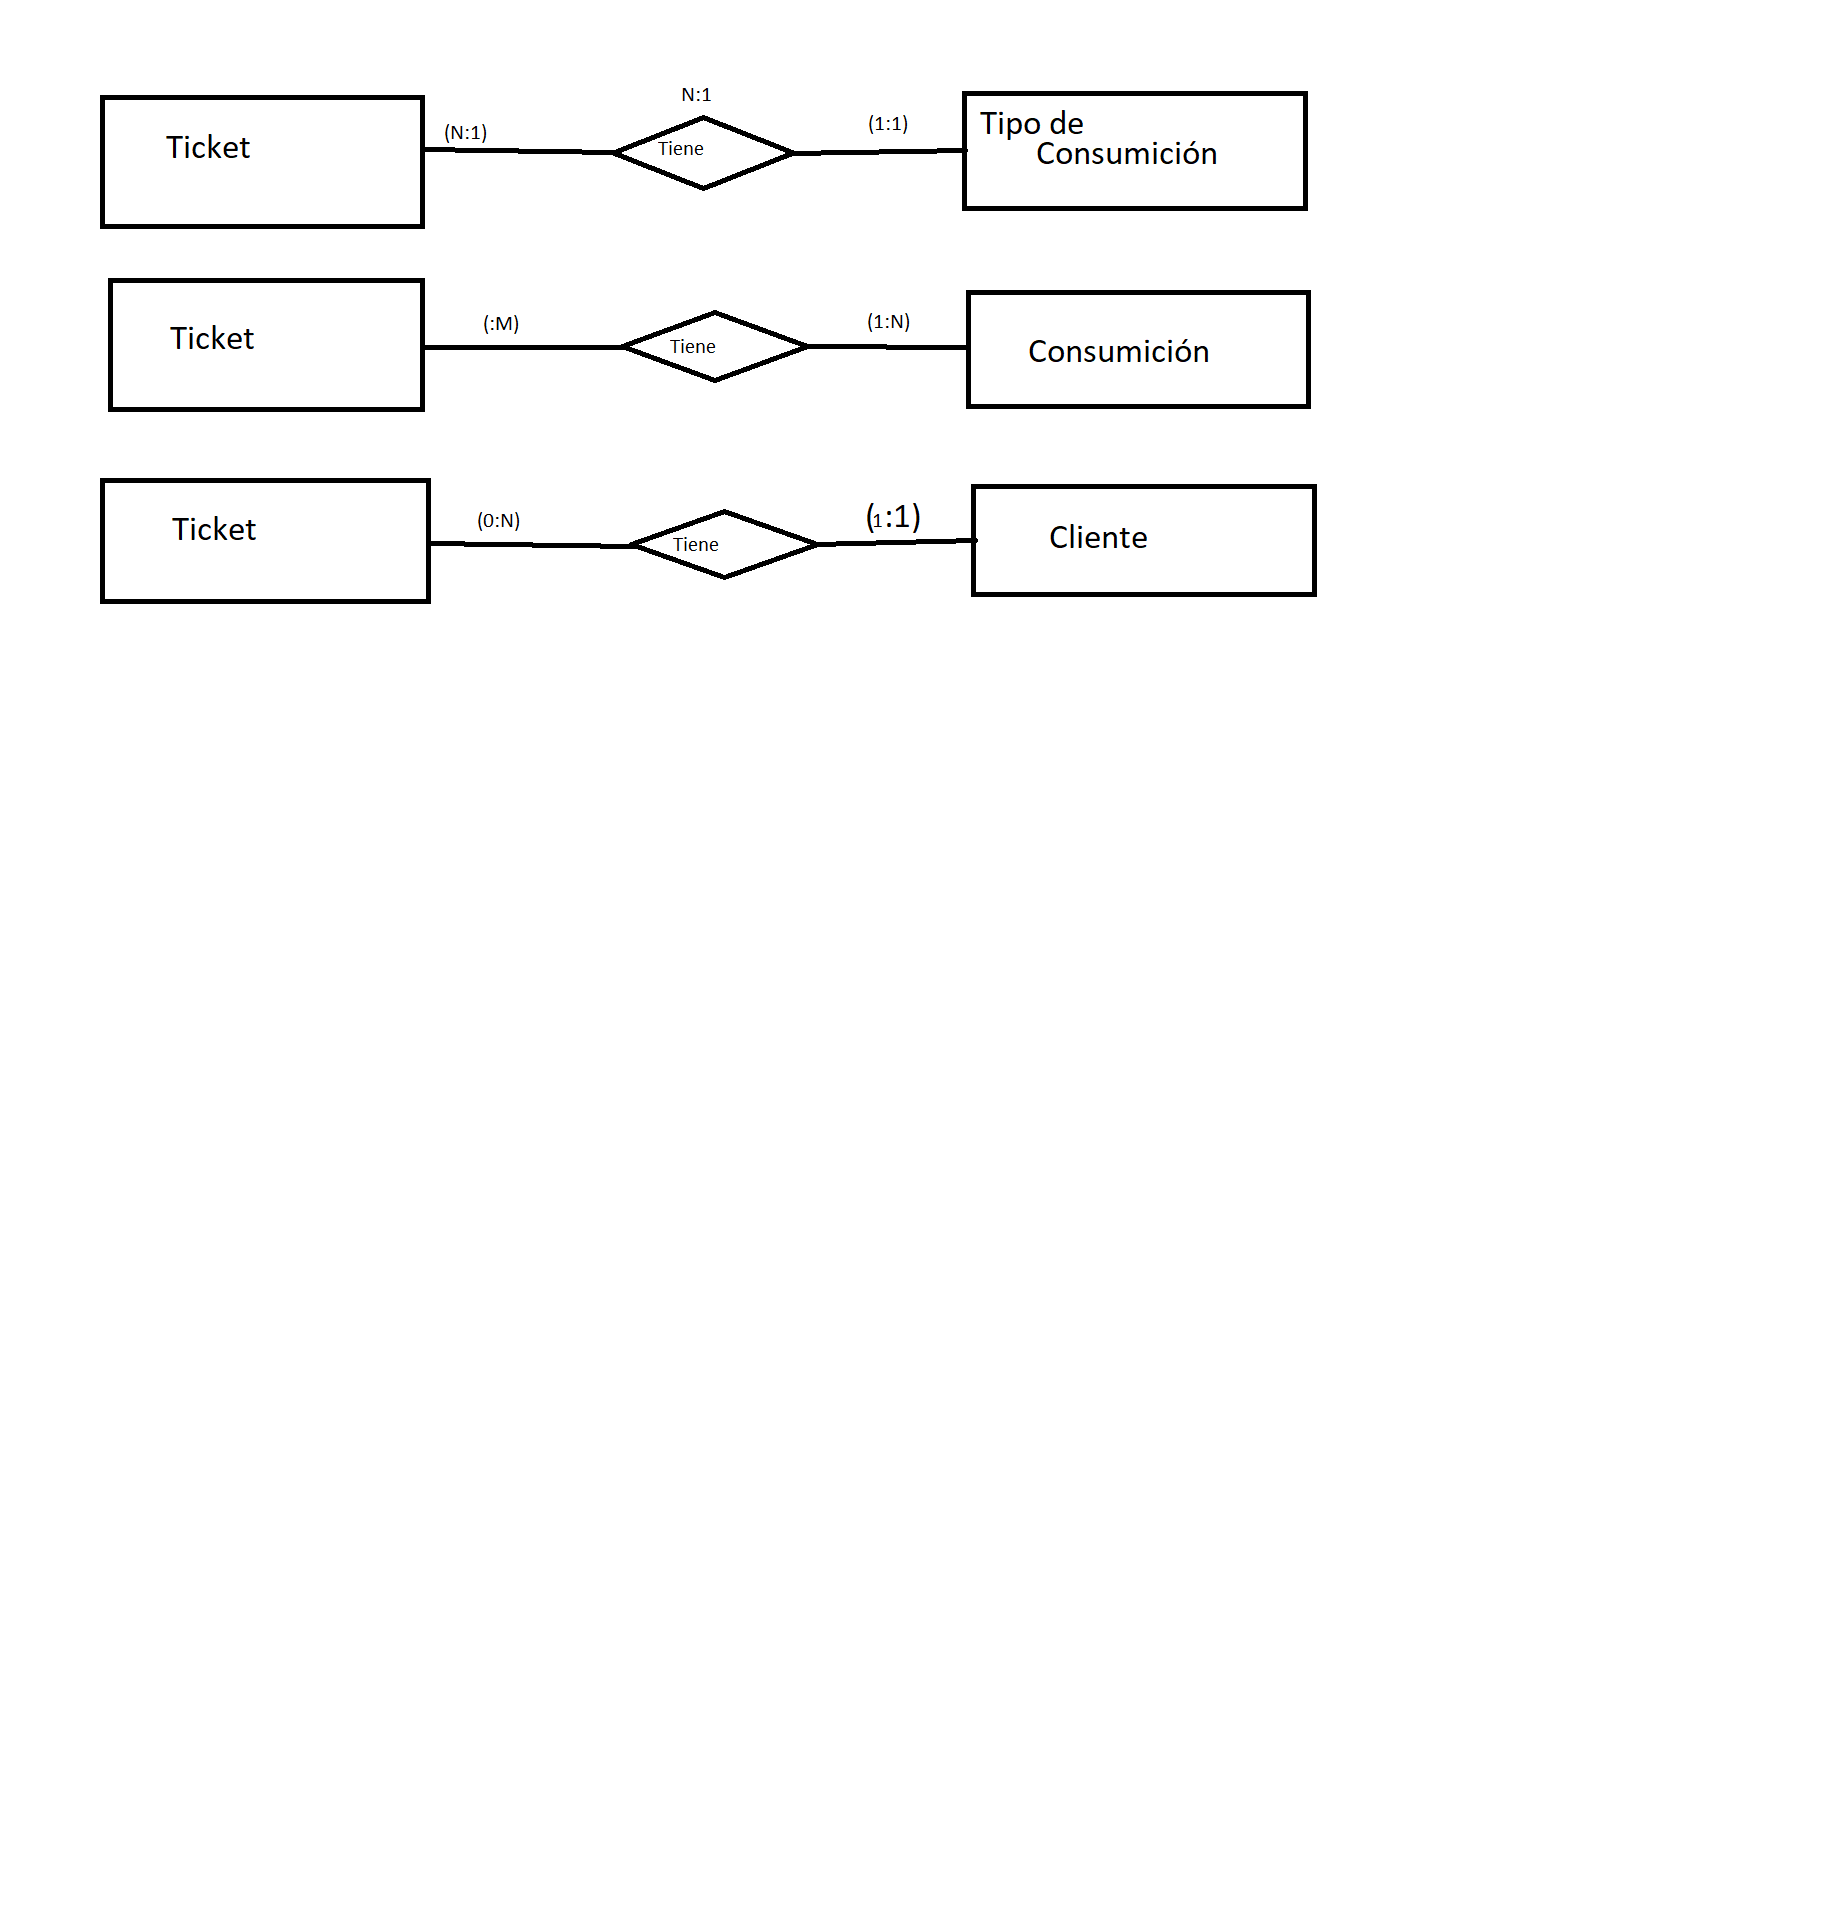 N:1
Ticket
(N:1)
Tiene
(1:1)
Tipo de
Consumición
Ticket
(:M)
Tiene
(1:N)
Consumición
Ticket
(0:N)
Tiene
(1:1)
Cliente